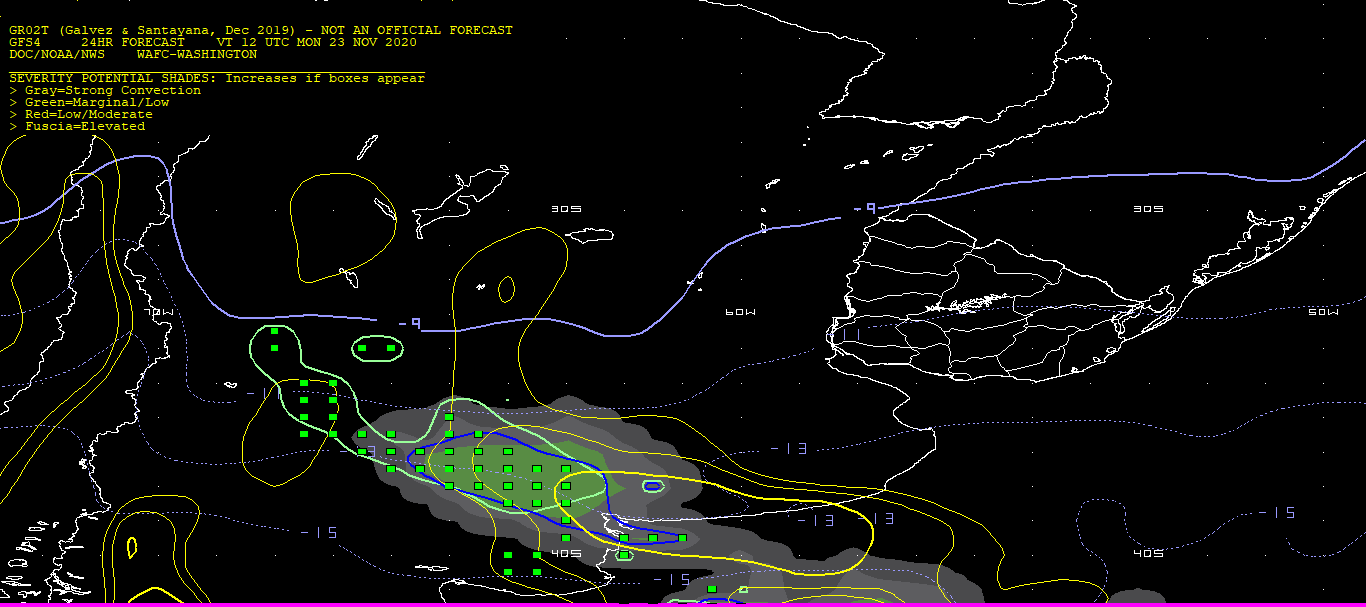 GR02T (Galvez & Santayana, Dec 2019) - NOT AN OFFICIAL FORECAST
GFS4 24HR FORECAST VT 12 UTC MON 23 NOV 2020
DOC/NOAA/NWS WAFC-WASHINGTON
SEVERITY POTENTIAL SHADES: Increases if boxes appear
> Gray=Strong Convection
> Green=Marginal/Low
> Red=Low/Moderate
> Fuscia=Elevated
30S
-9
30S
70W
-9
60W
50W
-11
-13
-13
13
-15
-15
40S
40S
-15